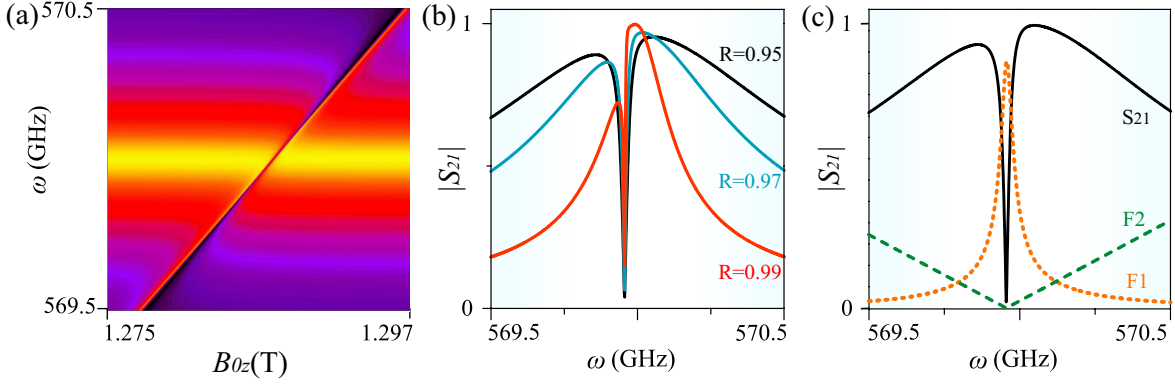 (a)
570.5
ω (GHz)
569.5
1.275
1.297
B0z(T)
(b)
1
|S21|
0
R=0.95
R=0.97
R=0.99
569.5
570.5
ω (GHz)
(c)
1
|S21|
0
S21
F2
F1
569.5
570.5
ω (GHz)